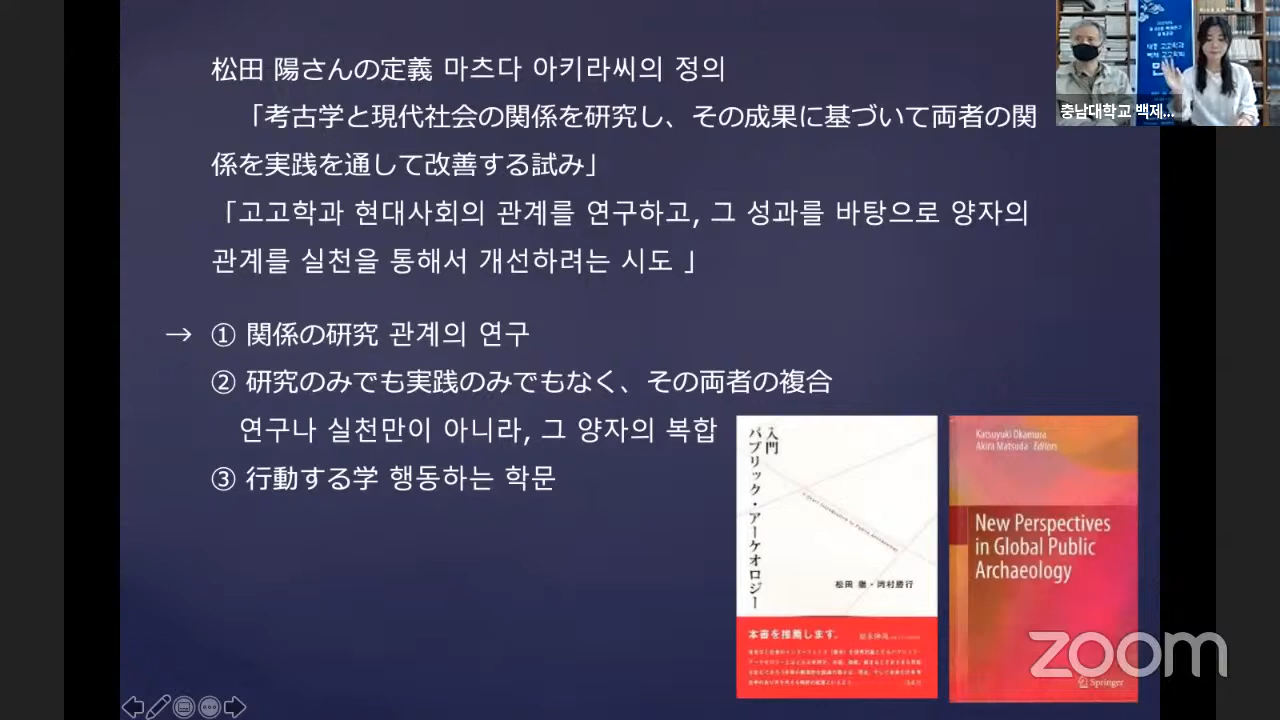 松田 陽さんの定義 마츠다 아키라씨의 정의
「考古学と現代社会の関係を研究し、その成果に基づいて両者の関
係を実践を通して改善する試み」
「고고학과 현대사회의 관계를 연구하고, 그 성과를 바탕으로 양자의
관계를 실천을 통해서 개선하려는 시도 」
→ ① 関係の研究 관계의 연구
② 研究のみでも実践のみでもなく、その両者の複合
연구나 실천만이 아니라, 그 양자의 복합
③ 行動する学 행동하는 학문
入門
パブリック・アーケオロジー
松田 陽・岡村勝行
本書を推薦します。
Katsuyuki Okamura
Akira Matsuda Editors
New Perspectives
in Global Public
Archaeology
Springer
충남대학교 백제...
zoom